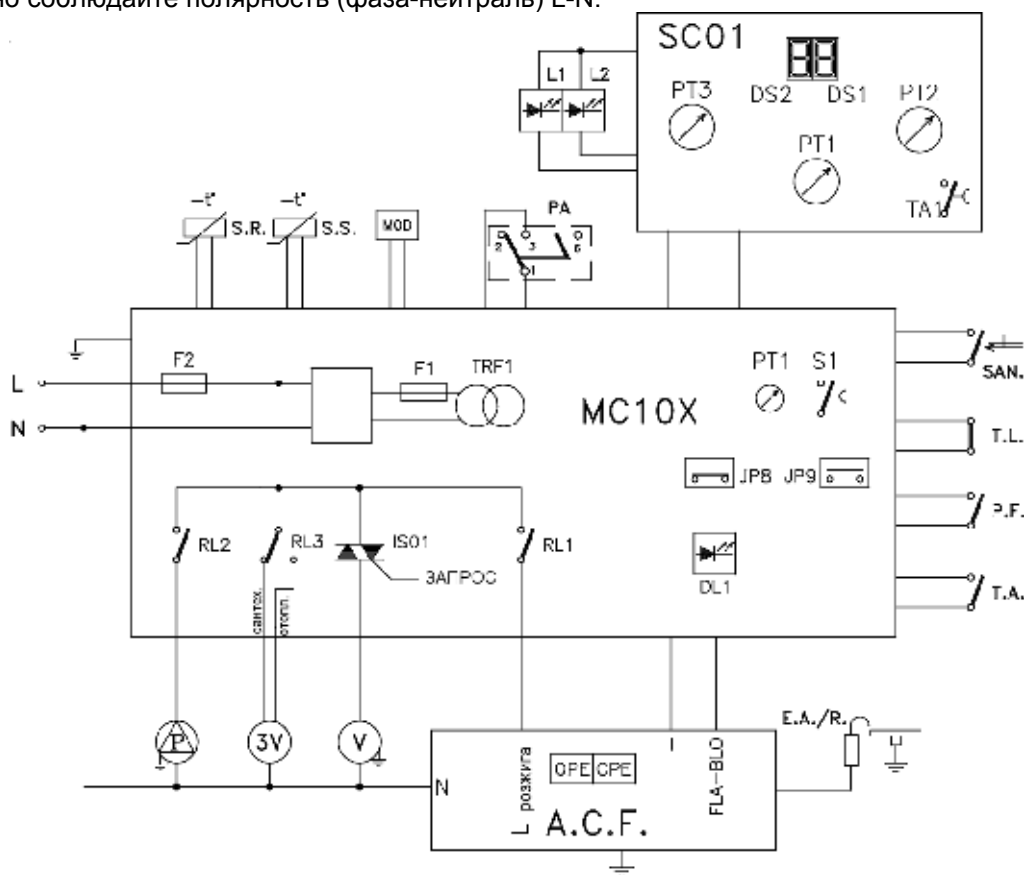 но соблюдайте полярность (фаза-нейтраль) L-N.
SC01
L1 L2
PT3 DS2 DS1 PT2
PT1
TA1
-t° S.R. -t° S.S. MOD
PA
2 3 6
1
L F2 F1 TRF1
N
MC10X
PT1 S1
SAN.
T.L.
JP8 JP9
P.F.
RL2 RL3 IS01 RL1
ЗАПРОС
DL1
T.A.
сантех.
отопл.
P 3V V
E.A./R.
N
L розжига
OPE CPE
FLA-BLO
A.C.F.